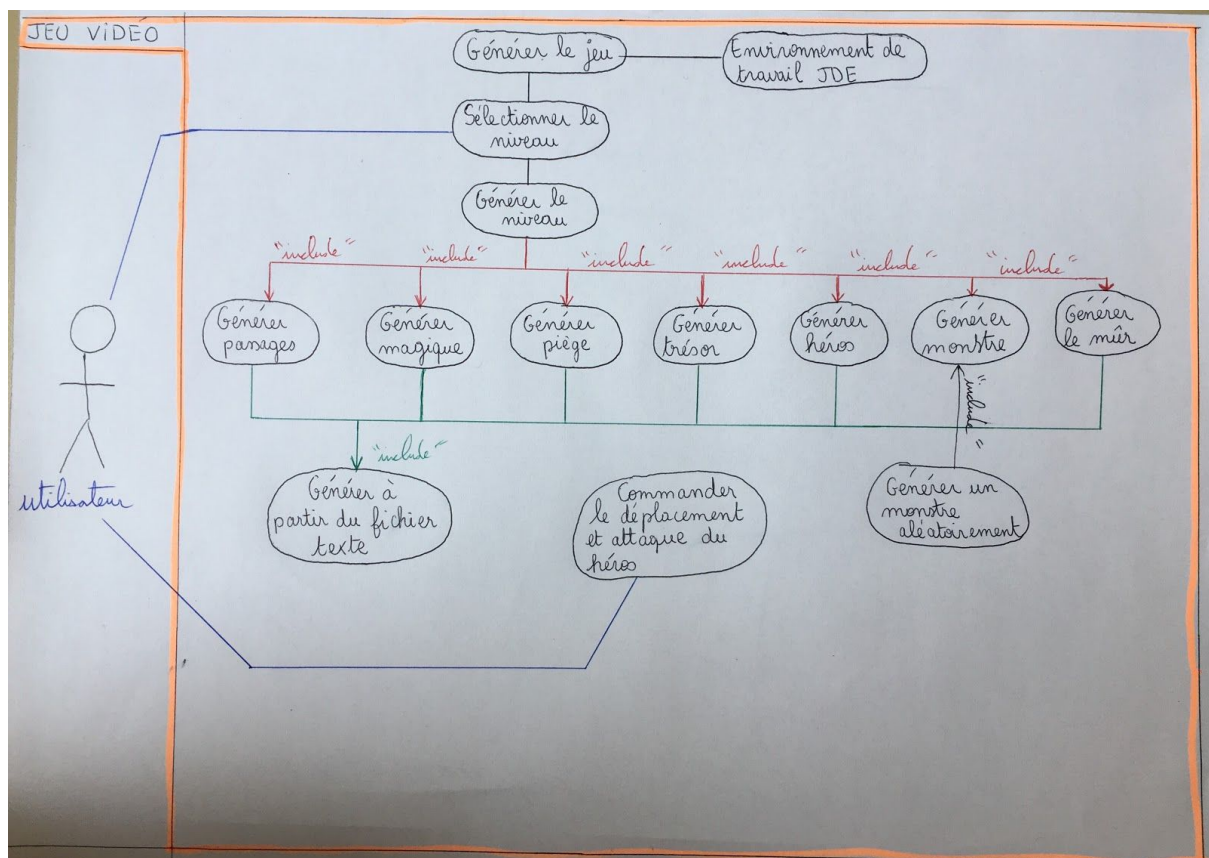 JEU VIDÉO
Générer le jeu
Environnement de
travail JDE
Sélectionner le
niveau
Générer le
niveau
"include" "include" "include" "include" "include" "include"
Générer
passages
Générer
magique
Générer
piège
Générer
trésor
Générer
héros
Générer
monstre
Générer
le mûr
"include"
"include"
utilisateur
Générer à
partir du fichier
texte
Commander
le déplacement
et attaque du
héros
Générer un
monstre
aléatoirement